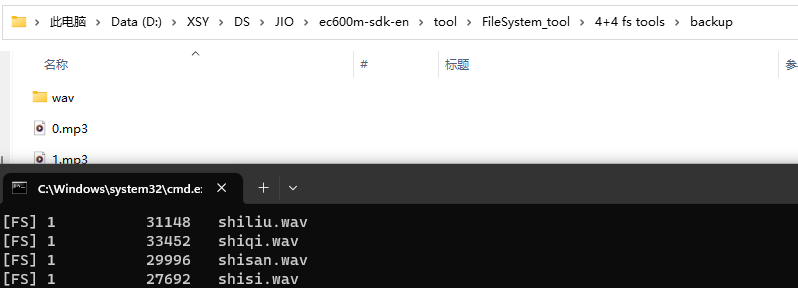 此电脑 > Data (D:) > XSY > DS > JIO > ec600m-sdk-en > tool > FileSystem_tool > 4+4 fs tools > backup
名称 # 标题 参
wav
0.mp3
1.mp3
C:\Windows\system32\cmd.e
[FS] 1 31148 shiliu.wav
[FS] 1 33452 shiqi.wav
[FS] 1 29996 shisan.wav
[FS] 1 27692 shisi.wav